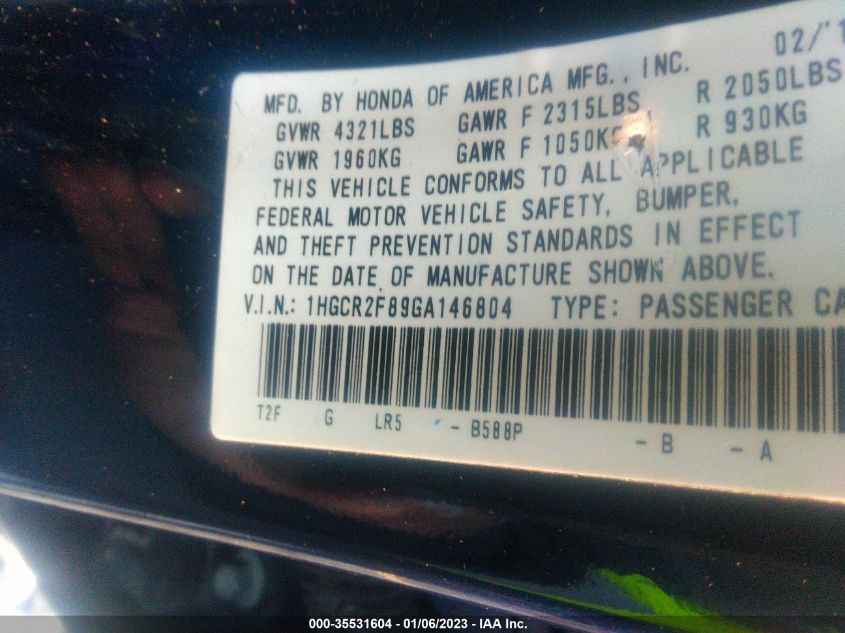 02/'1
MFD. BY HONDA OF AMERICA MFG., INC.
GVWR 4321LBS GAWR F 2315LBS R 2050LBS
GVWR 1960KG GAWR F 1050KG R 930KG
THIS VEHICLE CONFORMS TO ALL APPLICABLE
FEDERAL MOTOR VEHICLE SAFETY, BUMPER,
AND THEFT PREVENTION STANDARDS IN EFFECT
ON THE DATE OF MANUFACTURE SHOWN ABOVE.
V.I.N.: 1HGCR2F89GA146804 TYPE: PASSENGER CA
T2F G LR5 - B588P - B - A
000-35531604 - 01/06/2023 - IAA Inc.